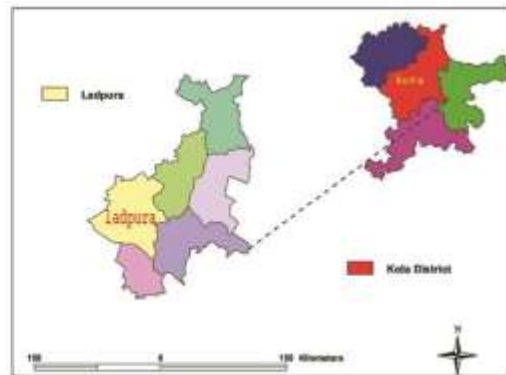 Ladpura
Kota
Ladpura
Kota District
N
100
0
100 Kilometers